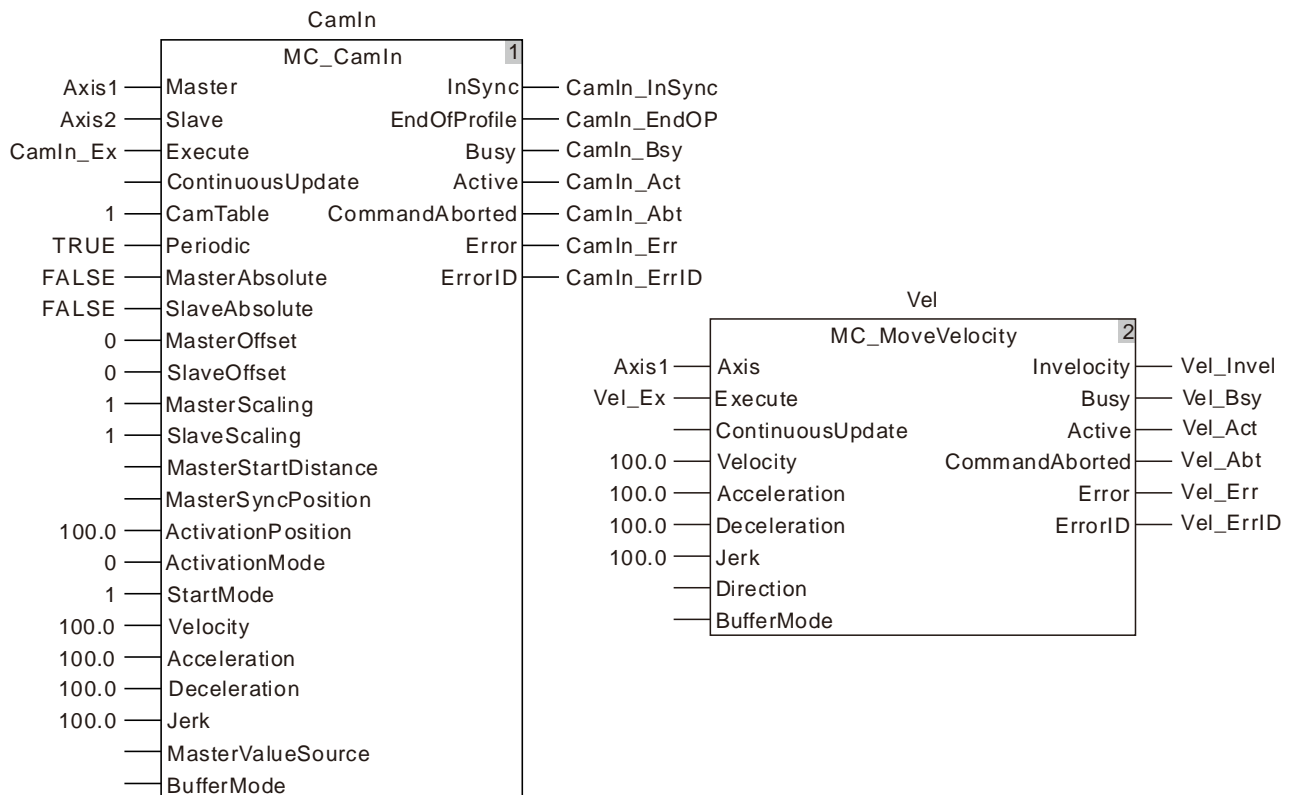 CamIn
MC_CamIn 1
Axis1 Master InSync CamIn_InSync
Axis2 Slave EndOfProfile CamIn_EndOP
CamIn_Ex Execute Busy CamIn_Bsy
ContinuousUpdate Active CamIn_Act
1 CamTable CommandAborted CamIn_Abt
TRUE Periodic Error CamIn_Err
FALSE MasterAbsolute ErrorID CamIn_ErrID
FALSE SlaveAbsolute
0 MasterOffset
0 SlaveOffset
1 MasterScaling
1 SlaveScaling
MasterStartDistance
MasterSyncPosition
100.0 ActivationPosition
0 ActivationMode
1 StartMode
100.0 Velocity
100.0 Acceleration
100.0 Deceleration
100.0 Jerk
MasterValueSource
BufferMode
Vel
MC_MoveVelocity 2
Axis1 Axis Invelocity Vel_Invel
Vel_Ex Execute Busy Vel_Bsy
ContinuousUpdate Active Vel_Act
100.0 Velocity CommandAborted Vel_Abt
100.0 Acceleration Error Vel_Err
100.0 Deceleration ErrorID Vel_ErrID
100.0 Jerk
Direction
BufferMode